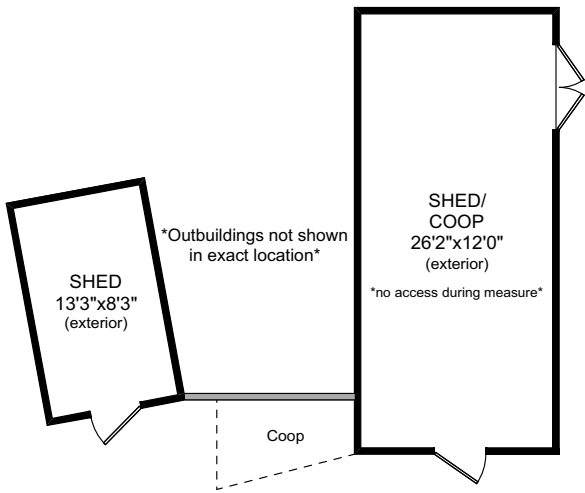 SHED/
COOP
26'2"x12'0"
(exterior)
*no access during measure*
*Outbuildings not shown
in exact location*
SHED
13'3"x8'3"
(exterior)
Coop